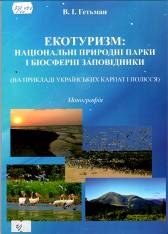 В. І. Гетьман
ЕКОТУРИЗМ:
НАЦІОНАЛЬНІ ПРИРОДНІ ПАРКИ
І БІОСФЕРНІ ЗАПОВІДНИКИ
(НА ПРИКЛАДІ УКРАЇНСЬКИХ КАРПАТ І ПОЛІССЯ)
Монографія